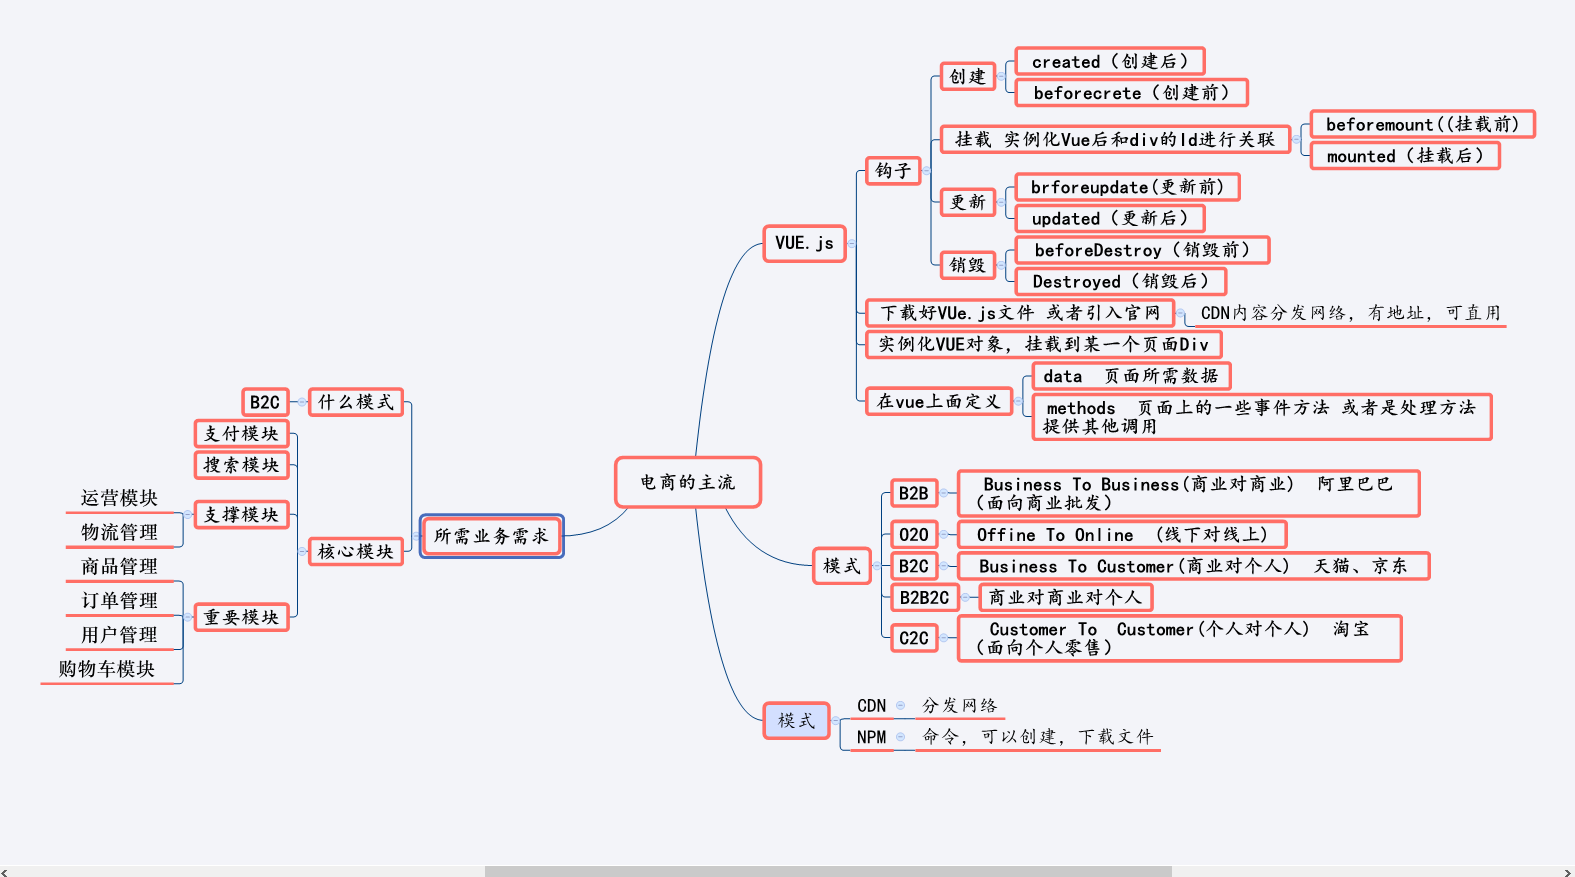 电商的主流
VUE.js
钩子
创建
created（创建后）
beforecrete（创建前）
挂载 实例化Vue后和div的Id进行关联
beforemount((挂载前)
mounted（挂载后）
更新
brforeupdate(更新前)
updated（更新后）
销毁
beforeDestroy（销毁前）
Destroyed（销毁后）
下载好VUe.js文件 或者引入官网
CDN内容分发网络，有地址，可直用
实例化VUE对象，挂载到某一个页面Div
在vue上面定义
data 页面所需数据
methods 页面上的一些事件方法 或者是处理方法
提供其他调用
模式
B2B
Business To Business(商业对商业) 阿里巴巴
(面向商业批发）
O2O
Offine To Online （线下对线上)
B2C
Business To Customer(商业对个人) 天猫、京东
B2B2C
商业对商业对个人
C2C
Customer To Customer(个人对个人) 淘宝
（面向个人零售）
模式
CDN
分发网络
NPM
命令，可以创建，下载文件
所需业务需求
什么模式
B2C
核心模块
支付模块
搜索模块
支撑模块
运营模块
物流管理
重要模块
商品管理
订单管理
用户管理
购物车模块